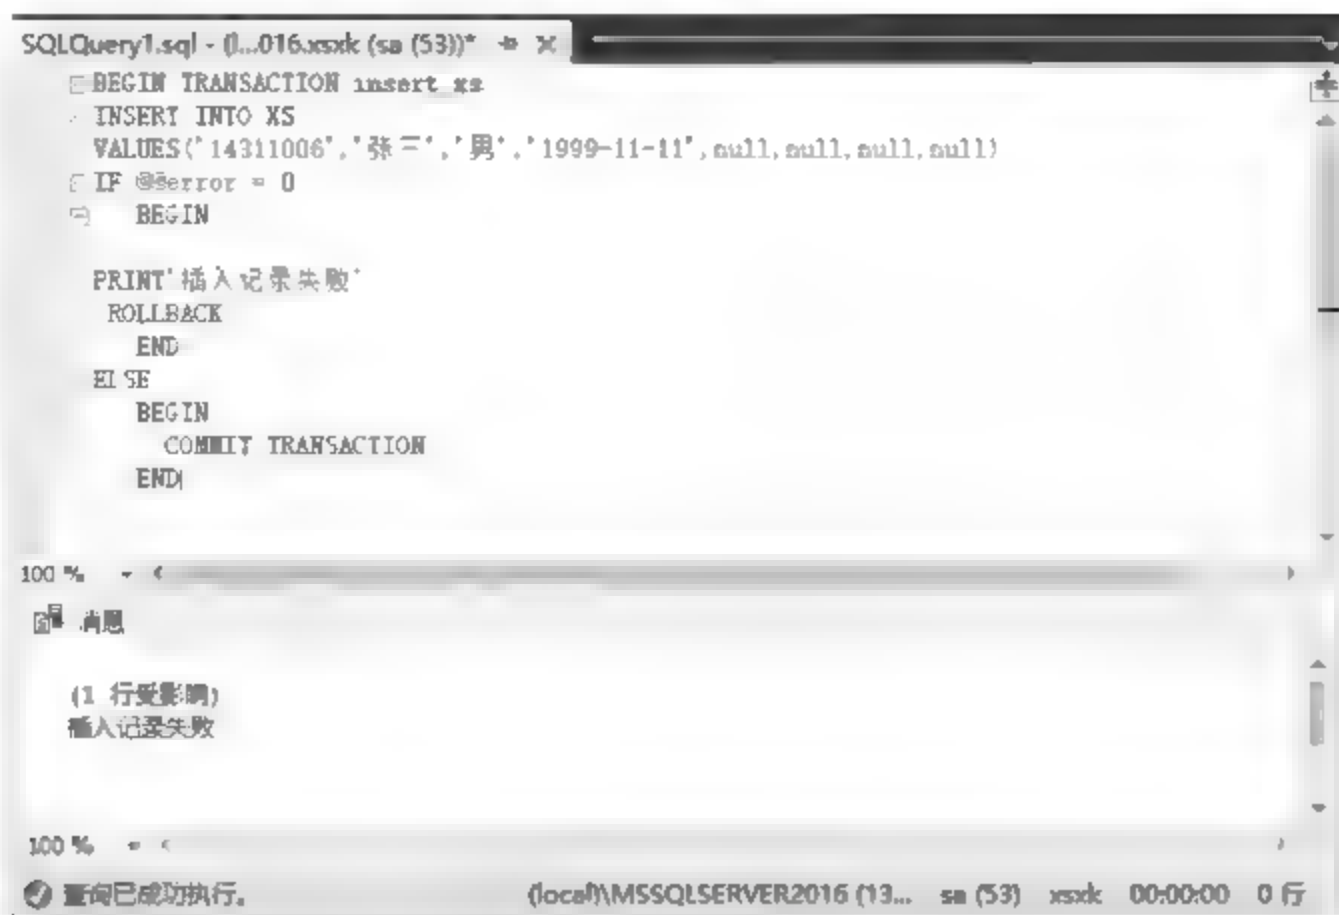 SQLQuery1.sql - (l...016.xsxk (sa (53))*
BEGIN TRANSACTION insert_xs
INSERT INTO XS
VALUES('14311006','张三','男','1999-11-11',null,null,null,null)
IF @@error = 0
BEGIN
PRINT'插入记录失败'
ROLLBACK
END
ELSE
BEGIN
COMMIT TRANSACTION
END
100 %
消息
(1 行受影响)
插入记录失败
100 %
查询已成功执行。 (local)\MSSQLSERVER2016 (13... sa (53) xsxk 00:00:00 0 行